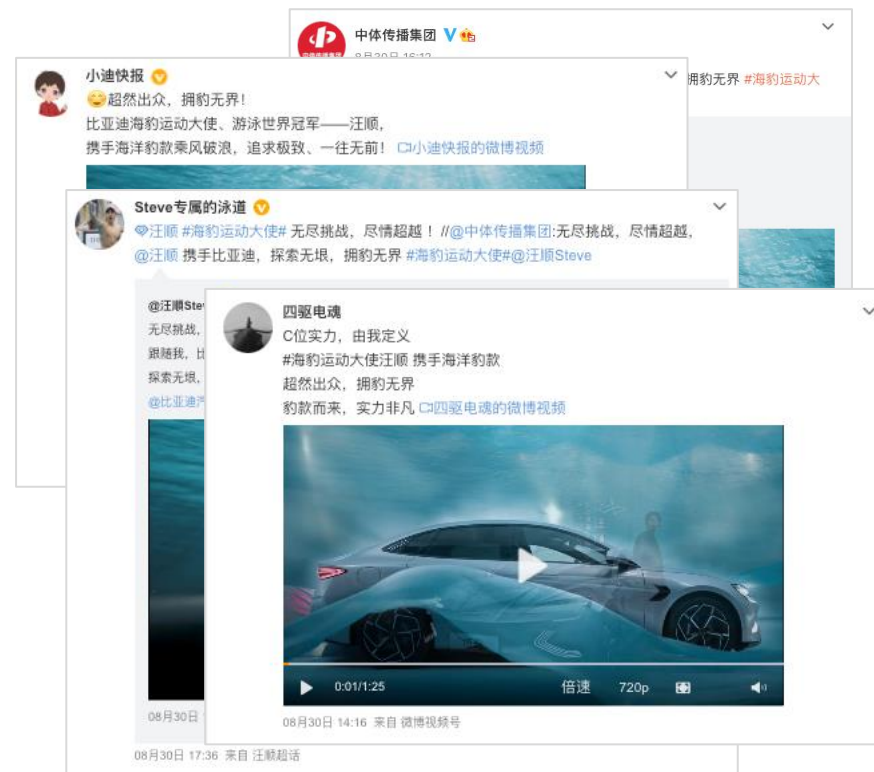 中体传播集团
8月30日 16:12
拥豹无界 #海豹运动大
小迪快报
超然出众，拥豹无界！
比亚迪海豹运动大使、游泳世界冠军——汪顺，
携手海洋豹款乘风破浪，追求极致、一往无前！ 小迪快报的微博视频
Steve专属的泳道
汪顺 #海豹运动大使# 无尽挑战，尽情超越！//@中体传播集团:无尽挑战，尽情超越，
@汪顺 携手比亚迪，探索无垠，拥豹无界 #海豹运动大使#@汪顺Steve
@汪顺Stev
无尽挑战，
跟随我，比
探索无垠，
@比亚迪汽
08月30日
08月30日 17:36 来自 汪顺超话
四驱电魂
C位实力，由我定义
#海豹运动大使汪顺 携手海洋豹款
超然出众，拥豹无界
豹款而来，实力非凡 四驱电魂的微博视频
0:01/1:25
倍速
720p
08月30日 14:16 来自 微博视频号